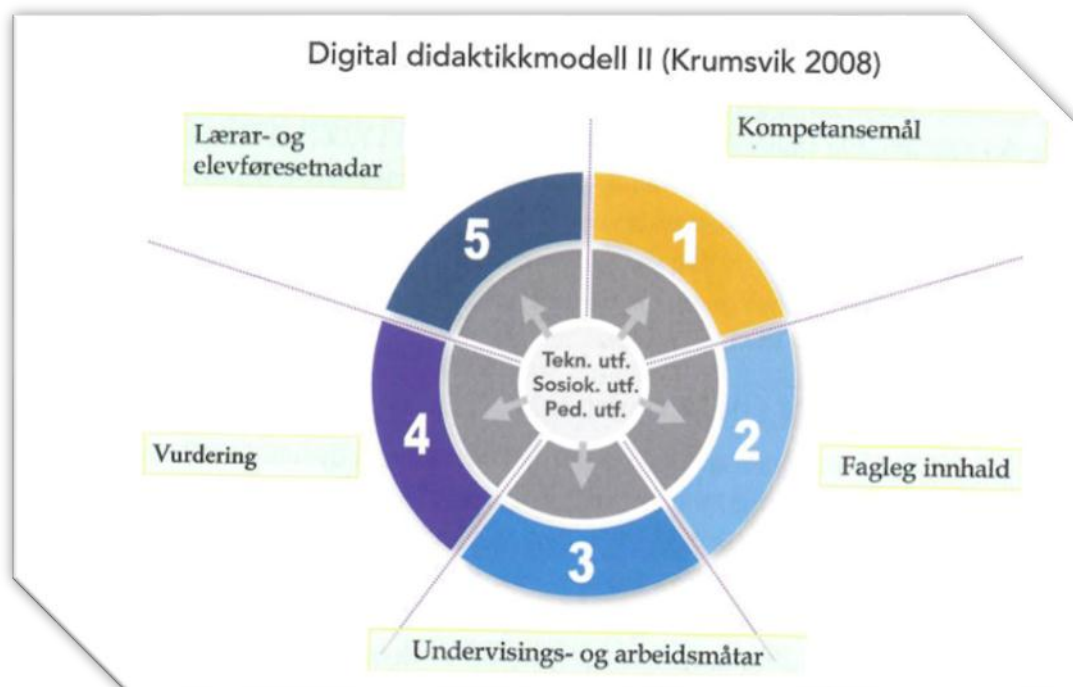 Digital didaktikkmodell II (Krumsvik 2008)
Lærar- og
elevføresetnadar
Kompetansemål
5
1
Tekn. utf.
Sosiok. utf.
Ped. utf.
4
2
Vurdering
Fagleg innhald
3
Undervisings- og arbeidsmåtar